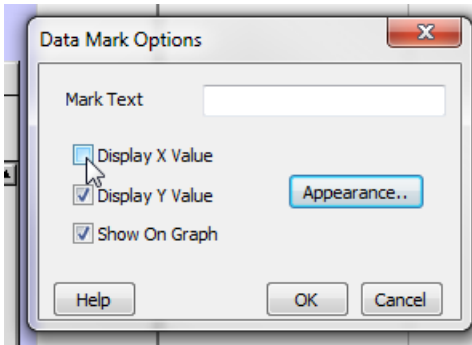 Data Mark Options
X
Mark Text
Display X Value
Display Y Value
Appearance..
Show On Graph
Help
OK
Cancel